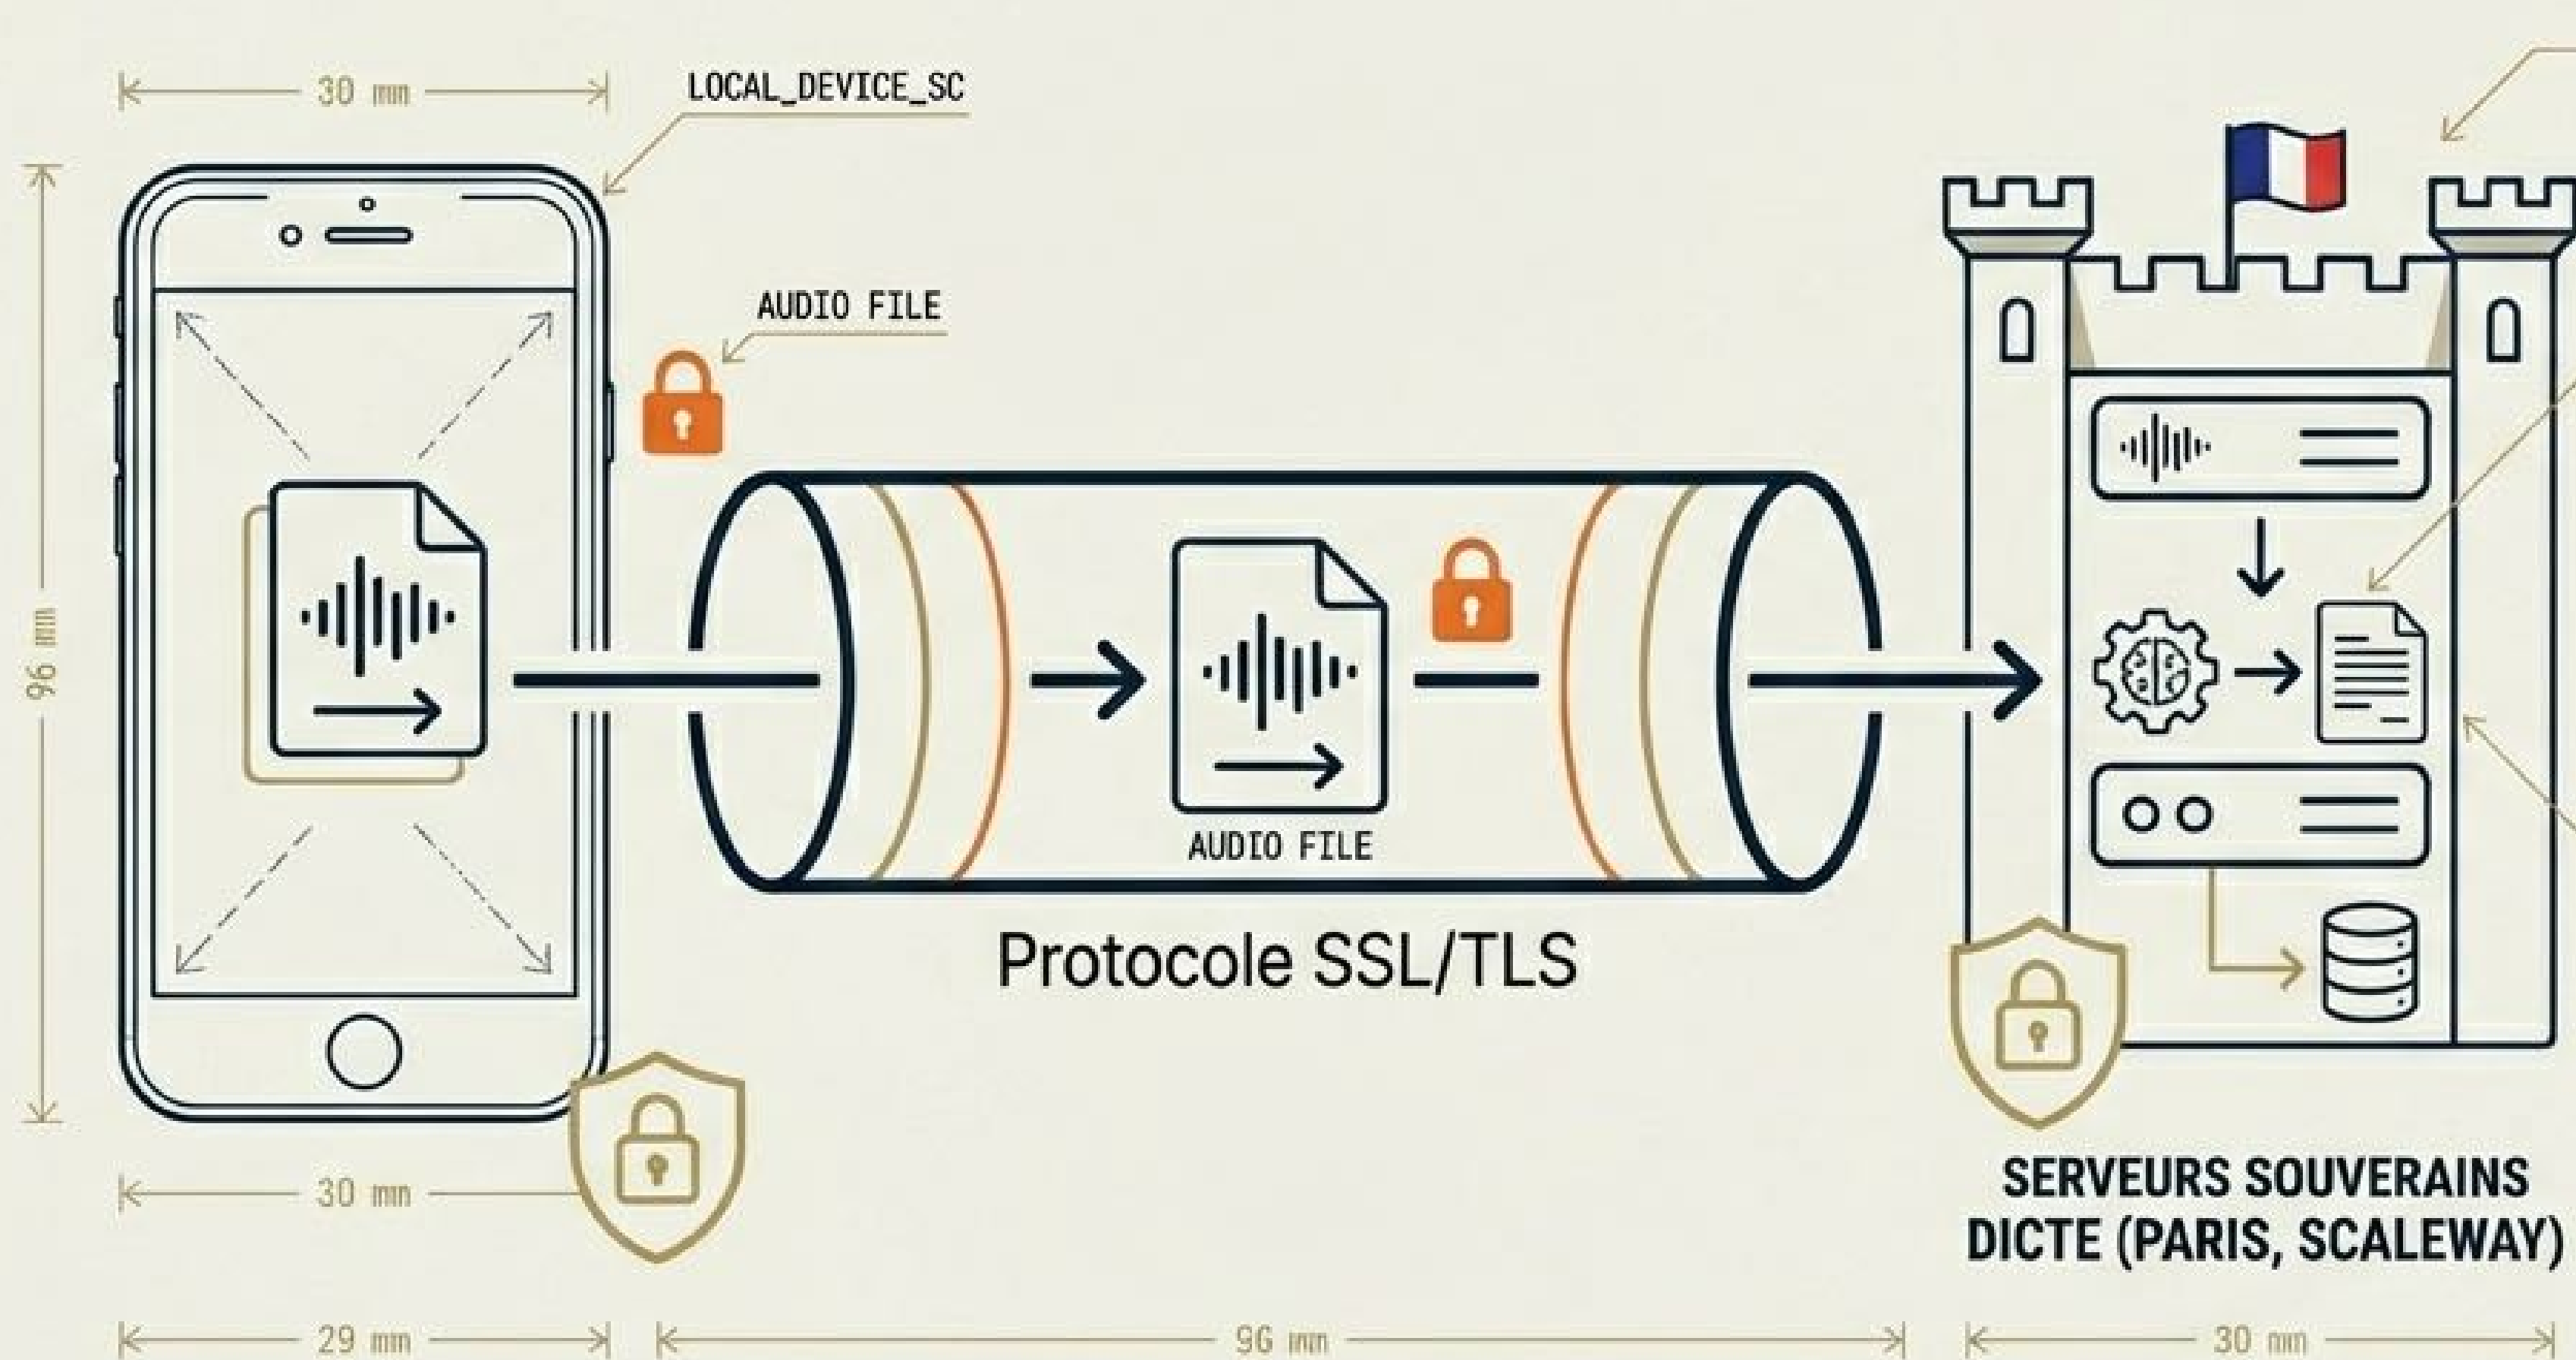 30 mm
LOCAL_DEVICE_SC
AUDIO FILE
96 mm
AUDIO FILE
Protocole SSL/TLS
30 mm
SERVEURS SOUVERAINS
DICTE (PARIS, SCALEWAY)
29 mm
96 mm
30 mm